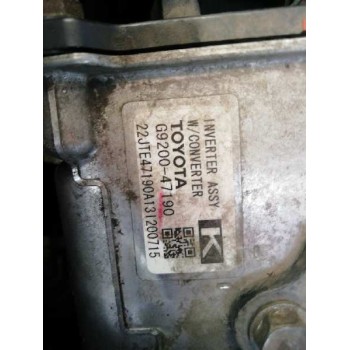 INVERTER ASSY
W/CONVERTER
TOYOTA
G9200-47190
22JTE47190A131200715
K